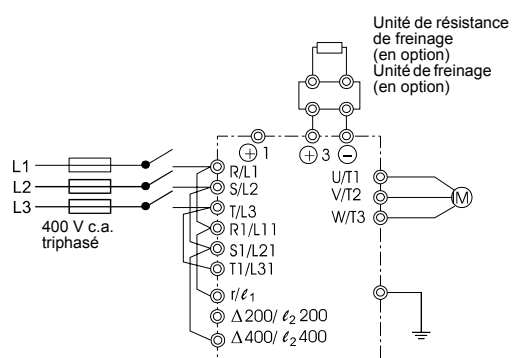 Unité de résistance
de freinage
(en option)
Unité de freinage
(en option)
⊕ 1
⊕ 3
⊖
L1
L2
L3
400 V c.a.
triphasé
R/L1
S/L2
T/L3
R1/L11
S1/L21
T1/L31
r/ℓ1
Δ200/ ℓ2 200
Δ400/ ℓ2 400
U/T1
V/T2
W/T3
M